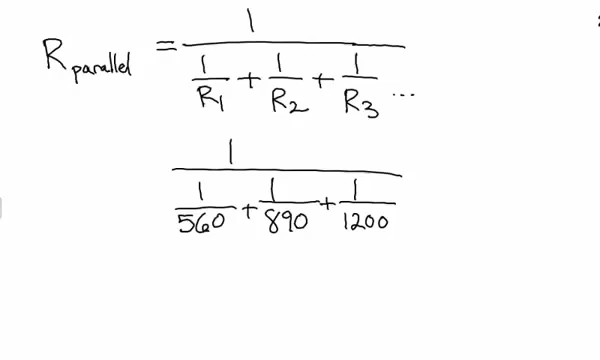 R parallel = 1 / (1/R1 + 1/R2 + 1/R3 ...)
1 / (1/560 + 1/890 + 1/1200)